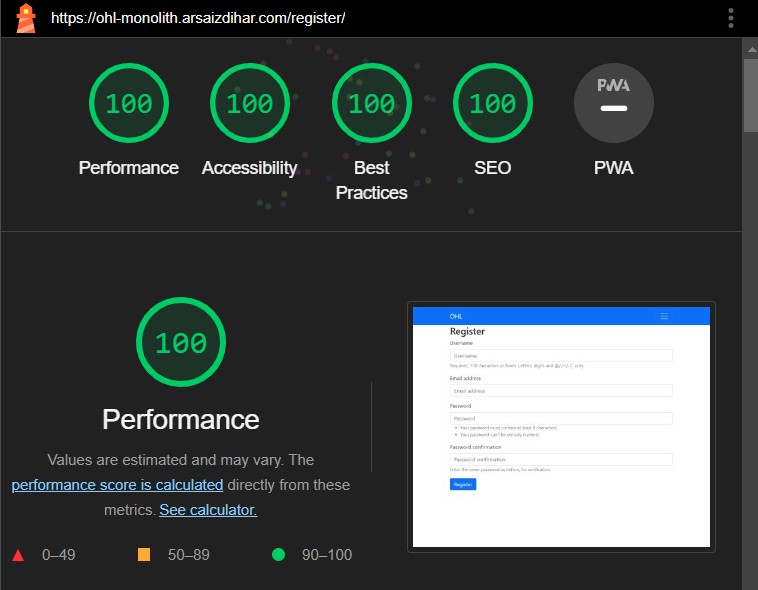 https://ohl-monolith.arsaizdihar.com/register/
100 100 100 100 PWA
Performance Accessibility Best Practices SEO PWA
100
Performance
Values are estimated and may vary. The
performance score is calculated directly from these
metrics. See calculator.
0–49 50–89 90–100
OHL
Register
Username
Username
Required. 150 characters or fewer. Letters, digits and @/./+/-/_ only.
Email address
Email address
Password
Password
Your password must contain at least 8 characters.
Your password can't be entirely numeric.
Password confirmation
Password confirmation
Enter the same password as before, for verification.
Register